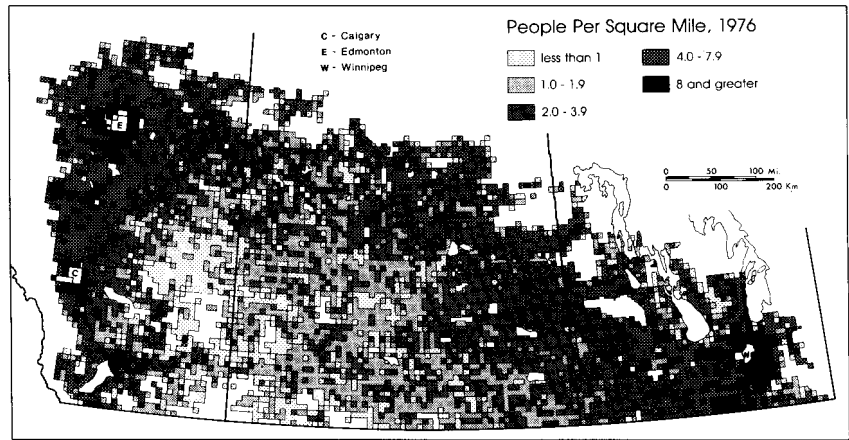 C - Calgary
E - Edmonton
W - Winnipeg
People Per Square Mile, 1976
less than 1
1.0 - 1.9
2.0 - 3.9
4.0 - 7.9
8 and greater
0 50 100 Mi.
0 100 200 Km
E
C
W